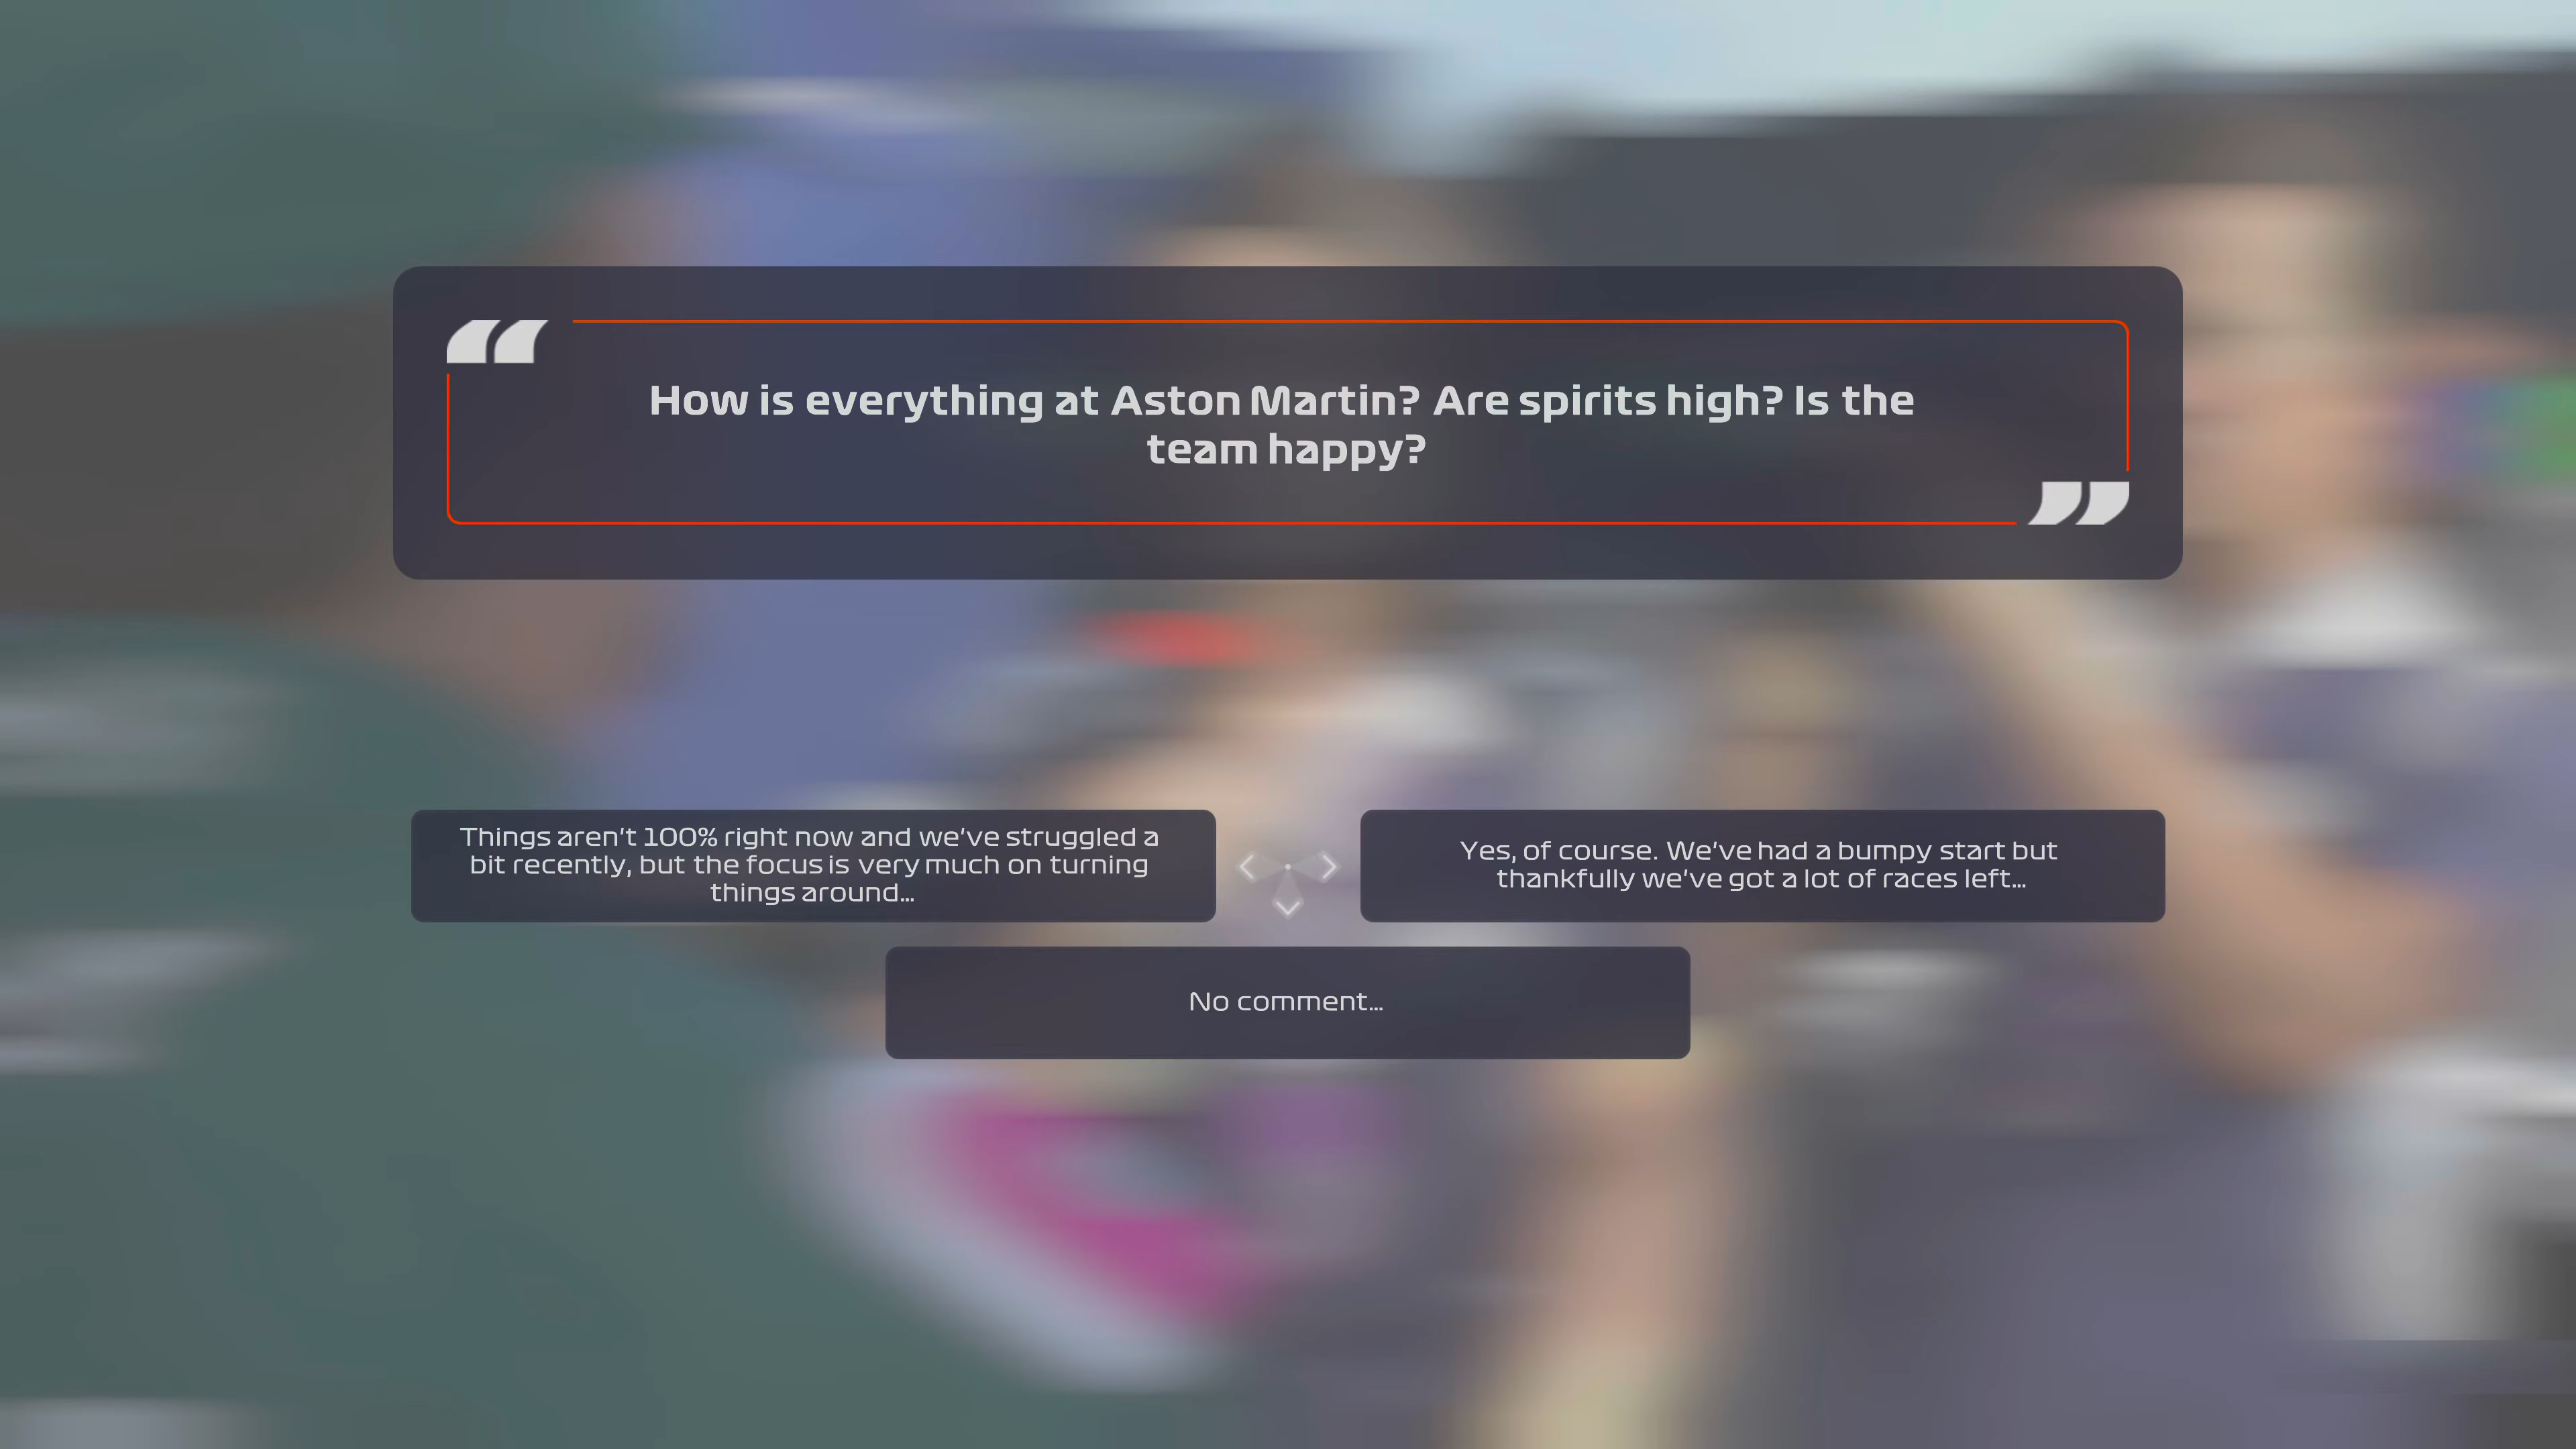 How is everything at Aston Martin? Are spirits high? Is the
team happy?
Things aren't 100% right now and we've struggled a
bit recently, but the focus is very much on turning
things around...
Yes, of course. We've had a bumpy start but
thankfully we've got a lot of races left...
No comment...